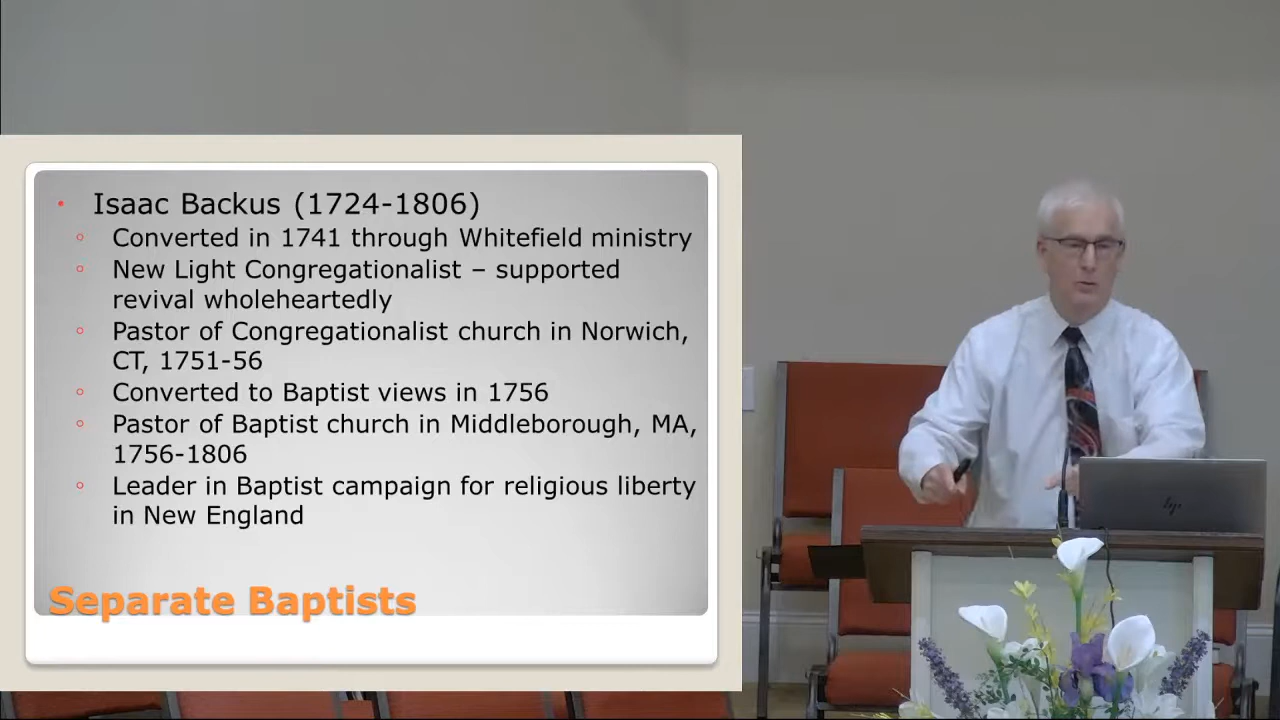 Isaac Backus (1724-1806)
Converted in 1741 through Whitefield ministry
New Light Congregationalist – supported
revival wholeheartedly
Pastor of Congregationalist church in Norwich,
CT, 1751-56
Converted to Baptist views in 1756
Pastor of Baptist church in Middleborough, MA,
1756-1806
Leader in Baptist campaign for religious liberty
in New England
Separate Baptists
hp